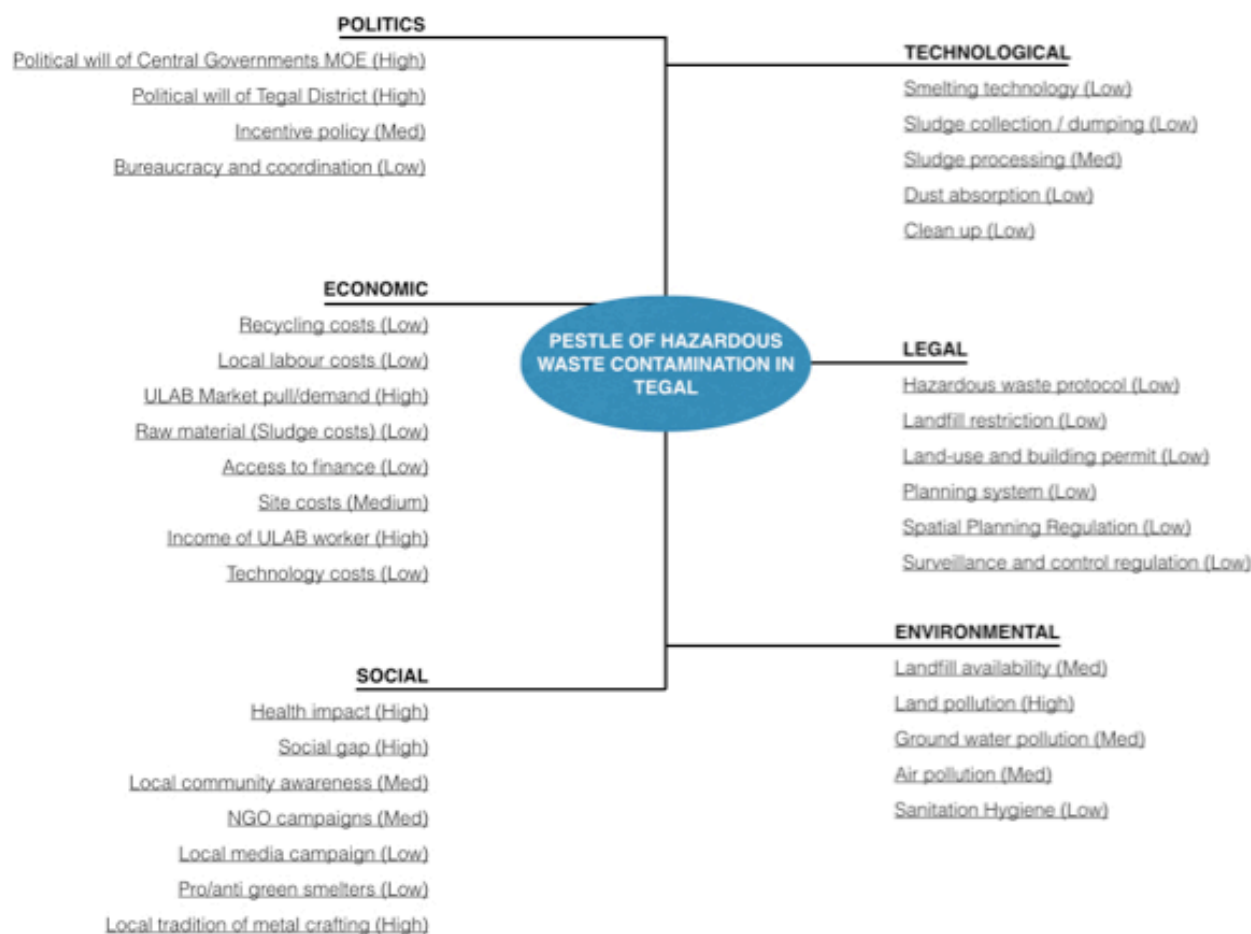 POLITICS
Political will of Central Governments MOE (High)
Political will of Tegal District (High)
Incentive policy (Med)
Bureaucracy and coordination (Low)
ECONOMIC
Recycling costs (Low)
Local labour costs (Low)
ULAB Market pull/demand (High)
Raw material (Sludge costs) (Low)
Access to finance (Low)
Site costs (Medium)
Income of ULAB worker (High)
Technology costs (Low)
SOCIAL
Health impact (High)
Social gap (High)
Local community awareness (Med)
NGO campaigns (Med)
Local media campaign (Low)
Pro/anti green smelters (Low)
Local tradition of metal crafting (High)
PESTLE OF HAZARDOUS
WASTE CONTAMINATION IN
TEGAL
TECHNOLOGICAL
Smelting technology (Low)
Sludge collection / dumping (Low)
Sludge processing (Med)
Dust absorption (Low)
Clean up (Low)
LEGAL
Hazardous waste protocol (Low)
Landfill restriction (Low)
Land-use and building permit (Low)
Planning system (Low)
Spatial Planning Regulation (Low)
Surveillance and control regulation (Low)
ENVIRONMENTAL
Landfill availability (Med)
Land pollution (High)
Ground water pollution (Med)
Air pollution (Med)
Sanitation Hygiene (Low)